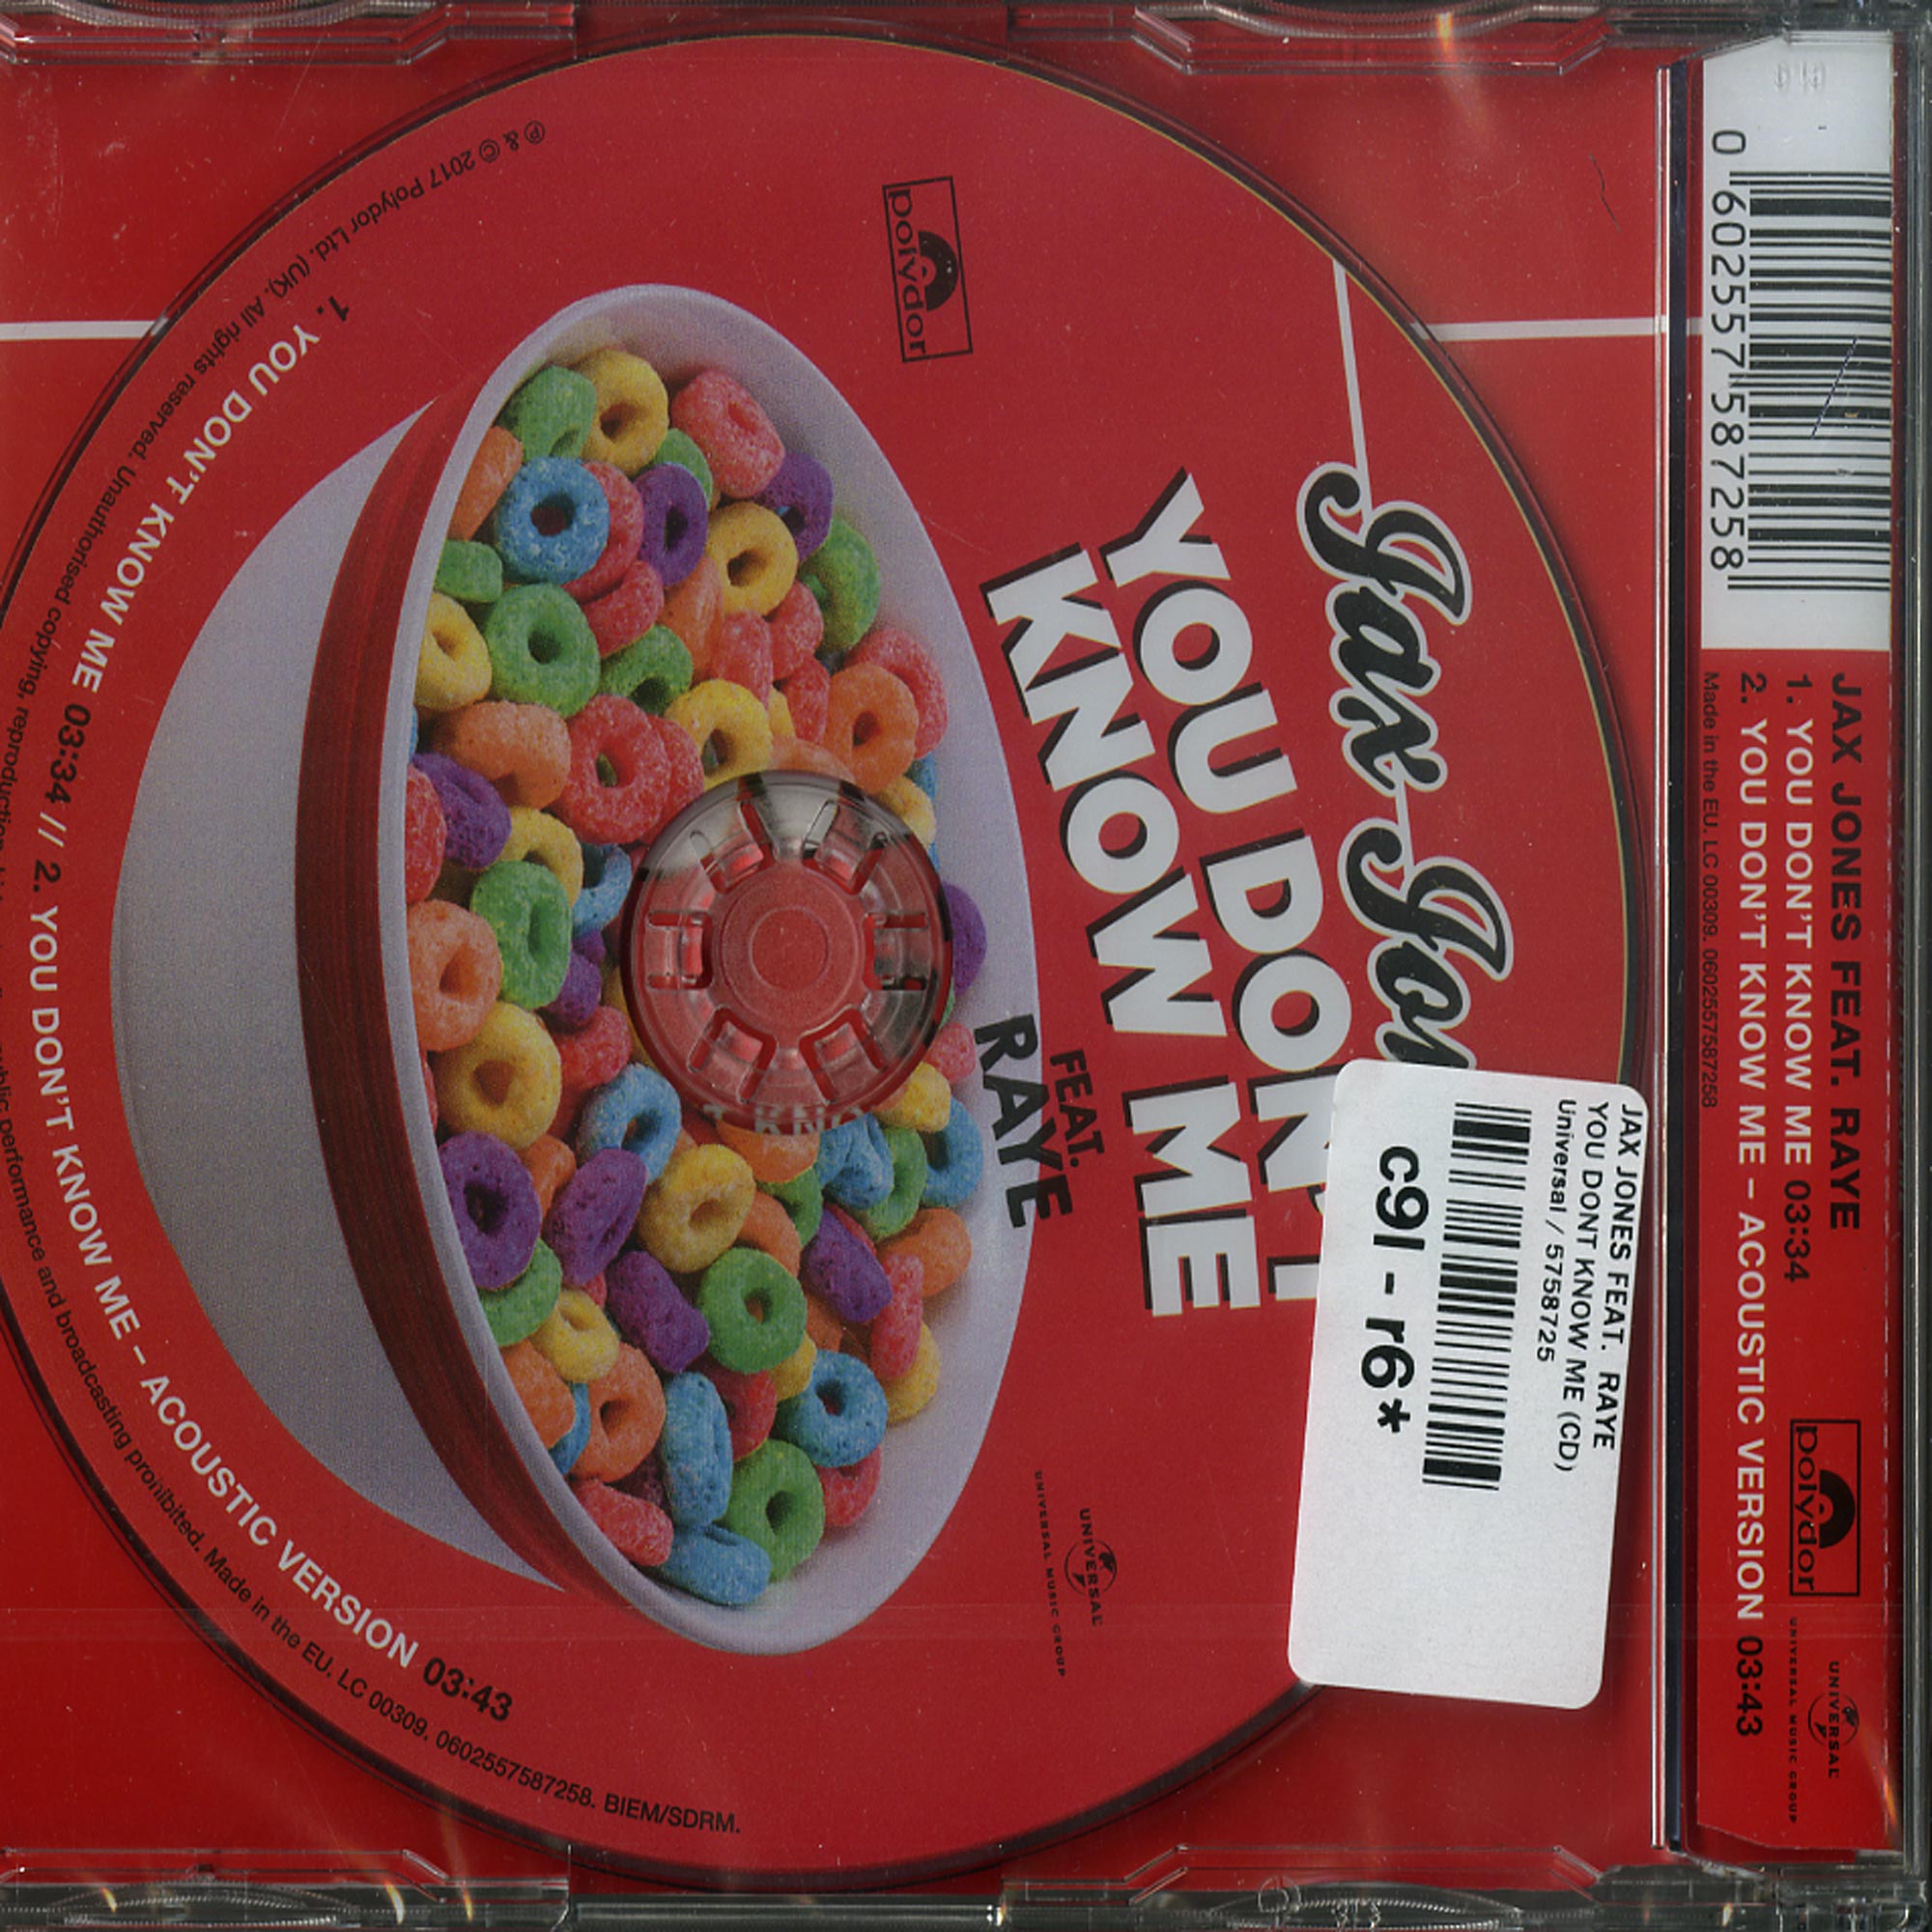 JAX JONES FEAT. RAYE
1. YOU DON'T KNOW ME 03:34
2. YOU DON'T KNOW ME – ACOUSTIC VERSION 03:43
Made in the EU. LC 00309. 0602557587258
0 602557 587258
polydor
UNIVERSAL
UNIVERSAL MUSIC GROUP
JAX JONES FEAT. RAYE
YOU DONT KNOW ME (CD)
Universal / 5758725
c9l - r6*
Jax Jon
YOU DON'T
KNOW ME
FEAT.
RAYE
polydor
UNIVERSAL
UNIVERSAL MUSIC GROUP
T KNO
1. YOU DON'T KNOW ME 03:34 // 2. YOU DON'T KNOW ME – ACOUSTIC VERSION 03:43
℗ & © 2017 Polydor Ltd. (UK). All rights reserved. Unauthorised copying, reproduction, public performance and broadcasting prohibited. Made in the EU. LC 00309. 0602557587258. BIEM/SDRM.